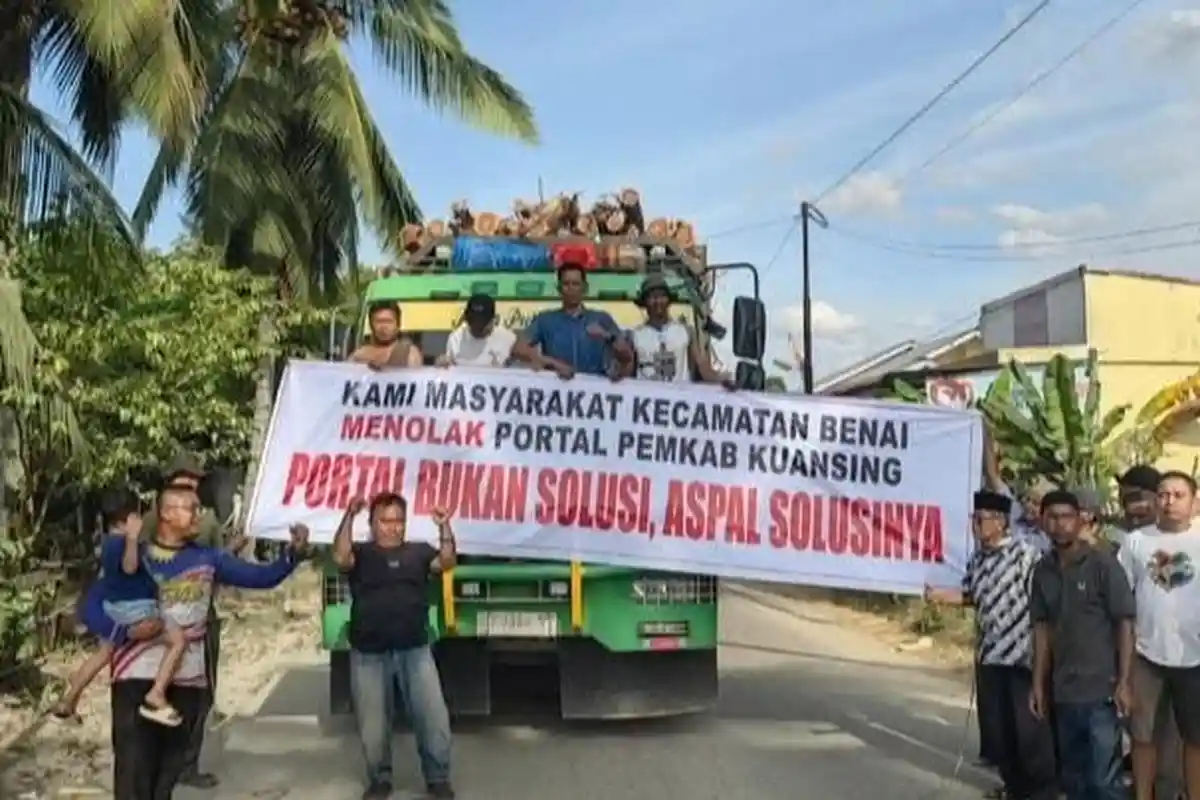 KAMI MASYARAKAT KECAMATAN BENAI
MENOLAK PORTAL PEMKAB KUANSING
PORTAL BUKAN SOLUSI, ASPAL SOLUSINYA